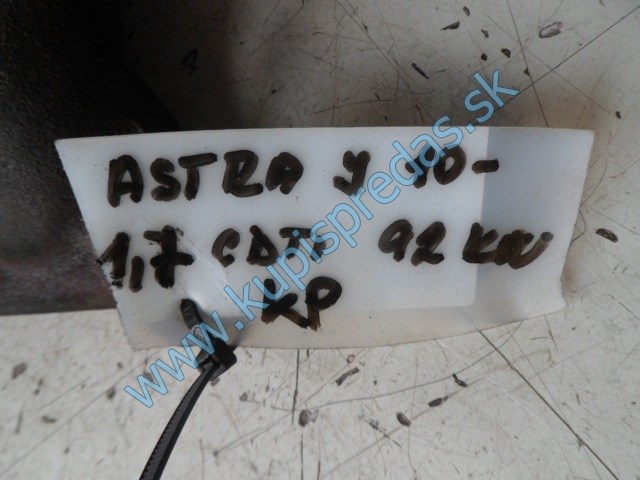 ASTRA y 10-
1,7 CDTI 92 KW
KP
www.kupispredas.sk